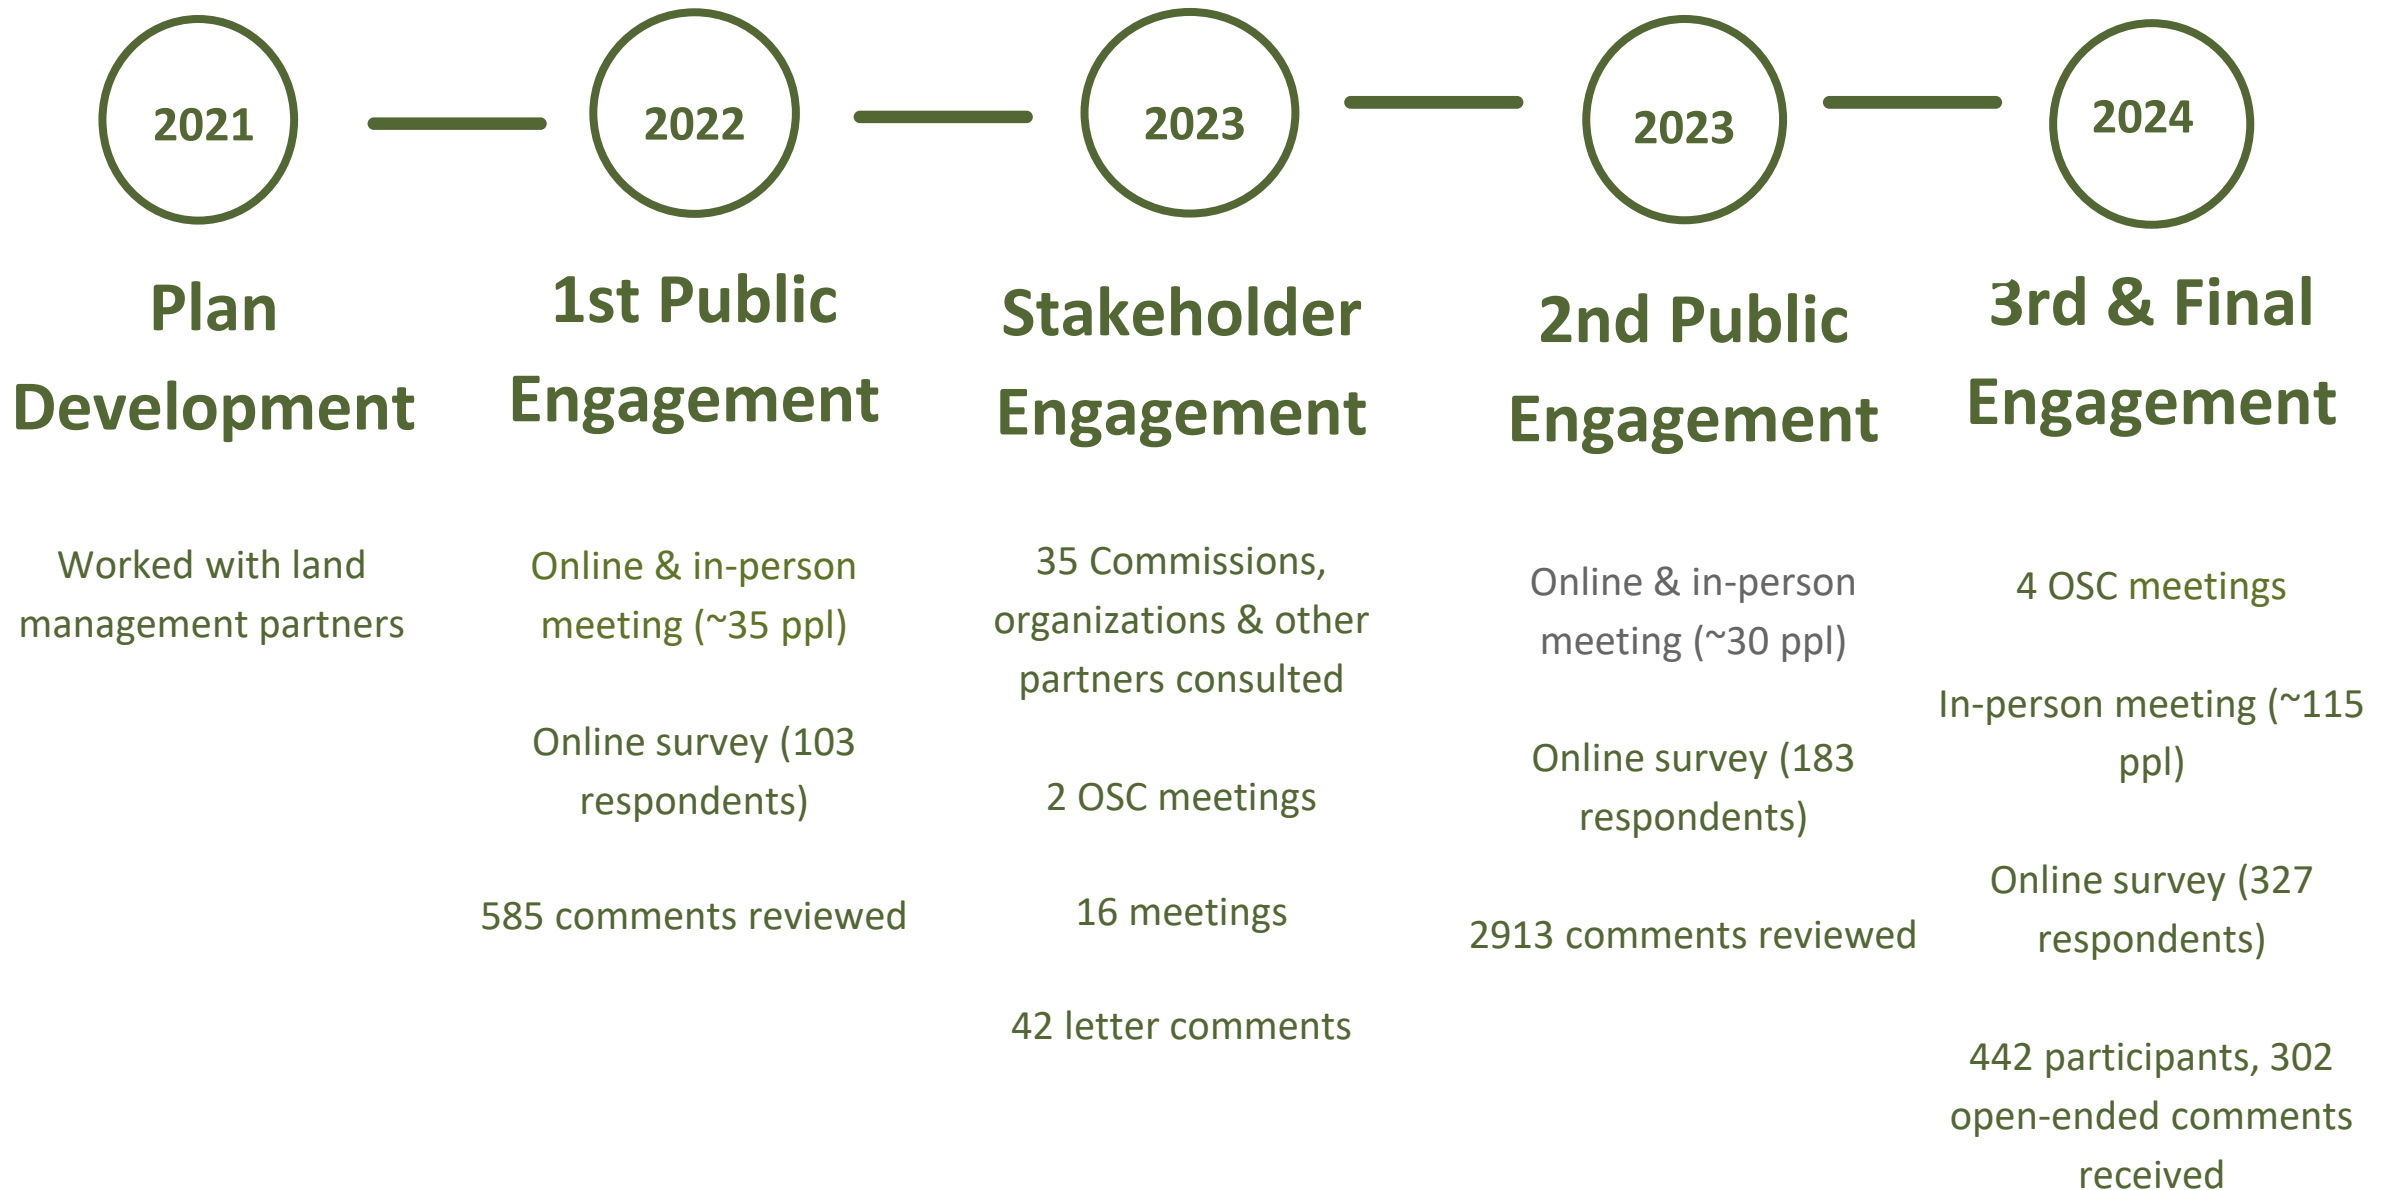 2021
Plan
Development
Worked with land
management partners
2022
1st Public
Engagement
Online & in-person
meeting (~35 ppl)
Online survey (103
respondents)
585 comments reviewed
2023
Stakeholder
Engagement
35 Commissions,
organizations & other
partners consulted
2 OSC meetings
16 meetings
42 letter comments
2023
2nd Public
Engagement
Online & in-person
meeting (~30 ppl)
Online survey (183
respondents)
2913 comments reviewed
2024
3rd & Final
Engagement
4 OSC meetings
In-person meeting (~115
ppl)
Online survey (327
respondents)
442 participants, 302
open-ended comments
received